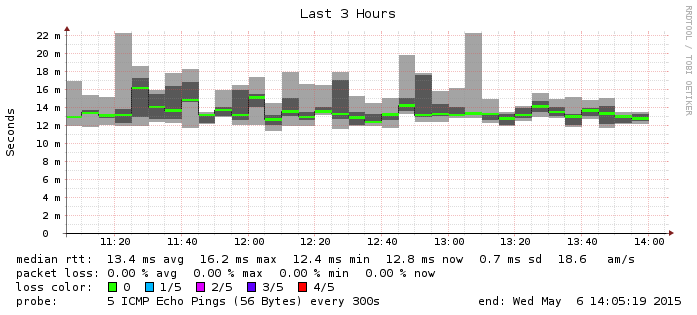 Last 3 Hours
RRDTOOL / TOBI OETIKER
Seconds
22 m
20 m
18 m
16 m
14 m
12 m
10 m
8 m
6 m
4 m
2 m
0
11:20 11:40 12:00 12:20 12:40 13:00 13:20 13:40 14:00
median rtt: 13.4 ms avg 16.2 ms max 12.4 ms min 12.8 ms now 0.7 ms sd 18.6 am/s
packet loss: 0.00 % avg 0.00 % max 0.00 % min 0.00 % now
loss color: 0 1/5 2/5 3/5 4/5
probe: 5 ICMP Echo Pings (56 Bytes) every 300s end: Wed May 6 14:05:19 2015